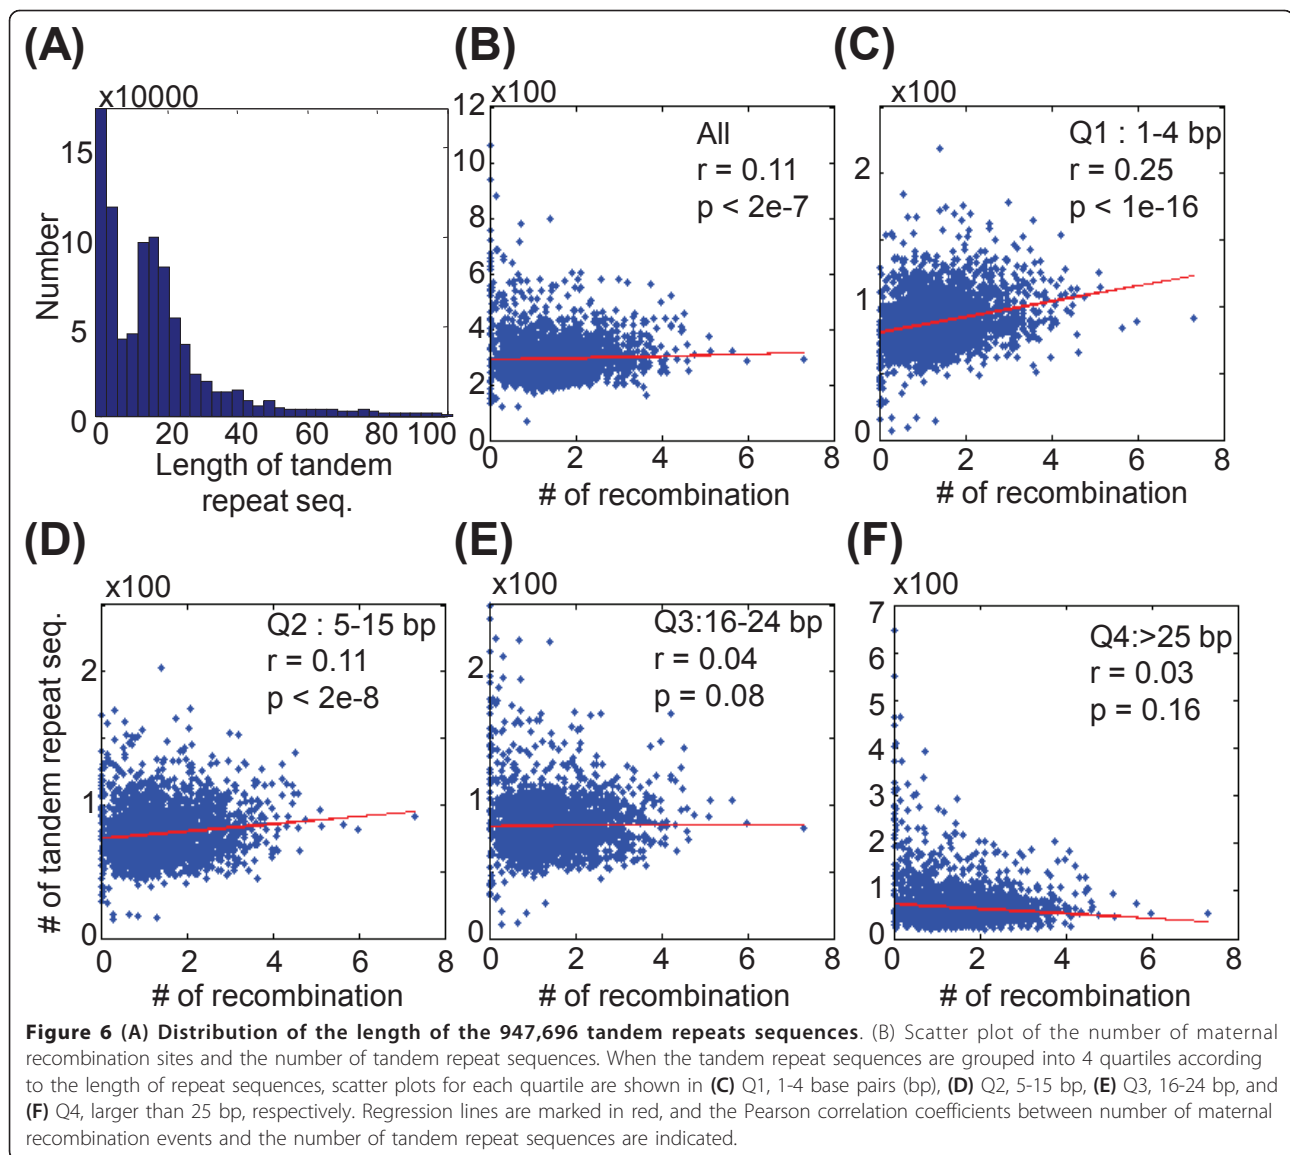 (A)
x10000
15
10
5
0
Number
0 20 40 60 80 100
Length of tandem
repeat seq.
(B)
x100
12
10
8
6
4
2
0
All
r = 0.11
p < 2e-7
0 2 4 6 8
# of recombination
(C)
x100
2
1
0
Q1 : 1-4 bp
r = 0.25
p < 1e-16
0 2 4 6 8
# of recombination
(D)
x100
# of tandem repeat seq.
2
1
0
Q2 : 5-15 bp
r = 0.11
p < 2e-8
0 2 4 6 8
# of recombination
(E)
x100
2
1
0
Q3:16-24 bp
r = 0.04
p = 0.08
0 2 4 6 8
# of recombination
(F)
x100
7
6
5
4
3
2
1
0
Q4:>25 bp
r = 0.03
p = 0.16
0 2 4 6 8
# of recombination
Figure 6 (A) Distribution of the length of the 947,696 tandem repeats sequences. (B) Scatter plot of the number of maternal
recombination sites and the number of tandem repeat sequences. When the tandem repeat sequences are grouped into 4 quartiles according
to the length of repeat sequences, scatter plots for each quartile are shown in (C) Q1, 1-4 base pairs (bp), (D) Q2, 5-15 bp, (E) Q3, 16-24 bp, and
(F) Q4, larger than 25 bp, respectively. Regression lines are marked in red, and the Pearson correlation coefficients between number of maternal
recombination events and the number of tandem repeat sequences are indicated.